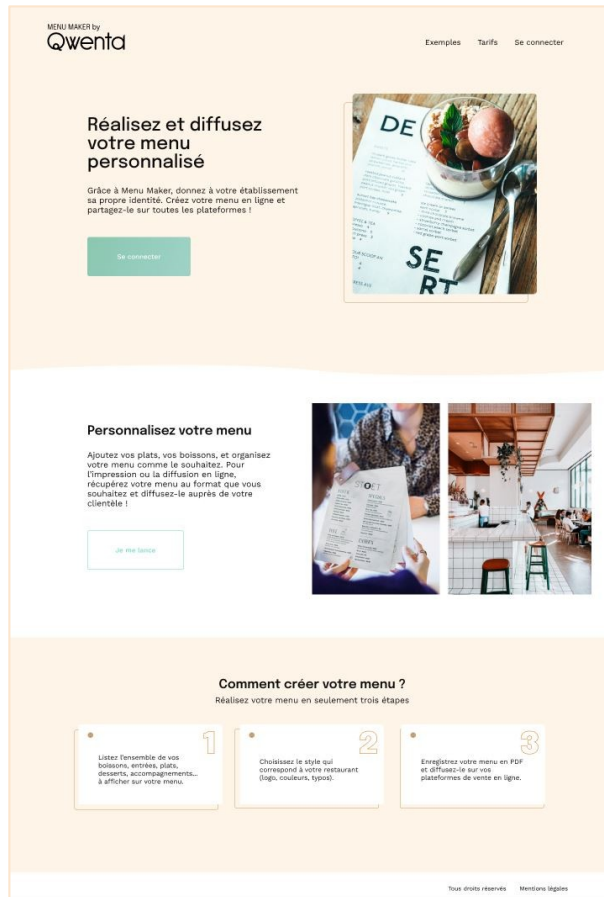 MENU MAKER by
Qwenta
Exemples Tarifs Se connecter
Réalisez et diffusez
votre menu
personnalisé
Grâce à Menu Maker, donnez à votre établissement
sa propre identité. Créez votre menu en ligne et
partagez-le sur toutes les plateformes !
Se connecter
DE
SE
RT
Personnalisez votre menu
Ajoutez vos plats, vos boissons, et organisez
votre menu comme le souhaitez. Pour
l'impression ou la diffusion en ligne,
récupérez votre menu au format que vous
souhaitez et diffusez-le auprès de votre
clientèle !
Je me lance
STOET
Comment créer votre menu ?
Réalisez votre menu en seulement trois étapes
1
Listez l'ensemble de vos
boissons, entrées, plats,
desserts, accompagnements...
à afficher sur votre menu.
2
Choisissez le style qui
correspond à votre restaurant
(logo, couleurs, typos).
3
Enregistrez votre menu en PDF
et diffusez-le sur vos
plateformes de vente en ligne.
Tous droits réservés Mentions légales